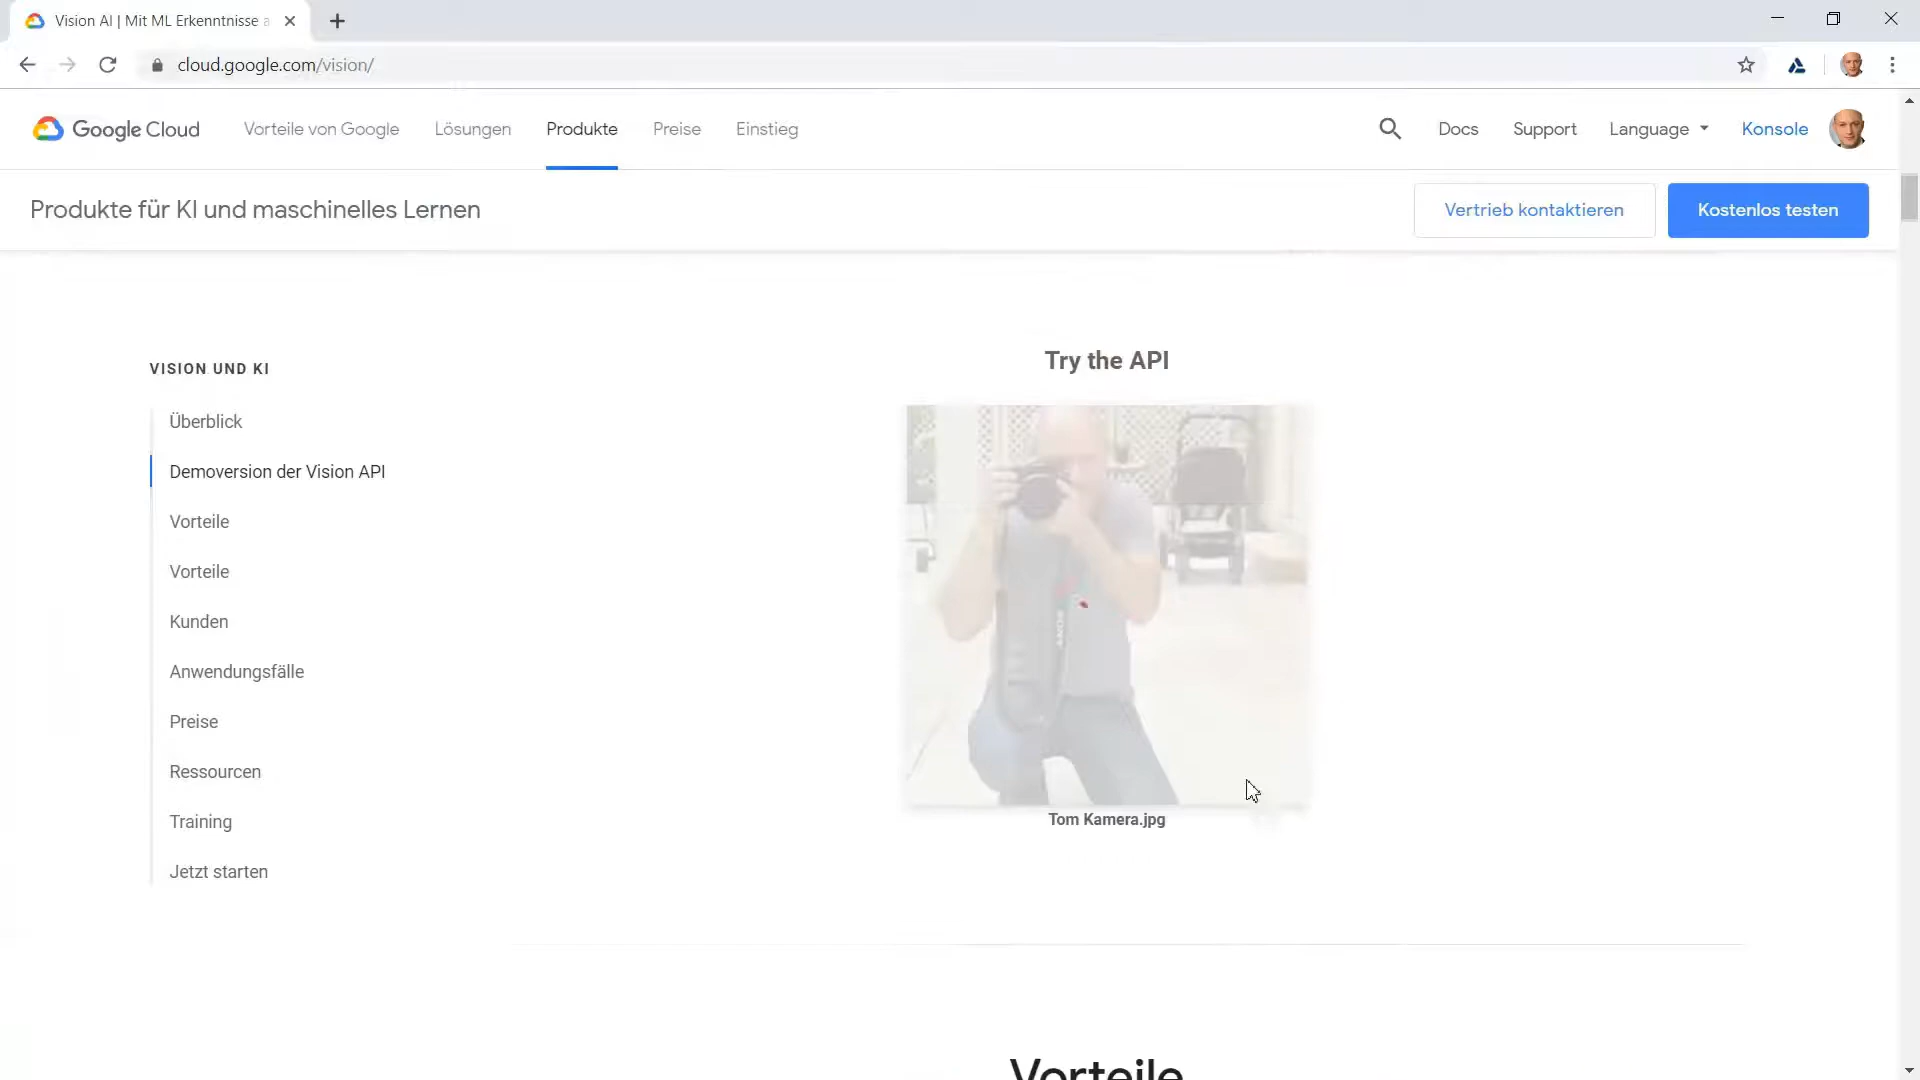 Vision AI | Mit ML Erkenntnisse a
cloud.google.com/vision/
Google Cloud
Vorteile von Google
Lösungen
Produkte
Preise
Einstieg
Docs
Support
Language
Konsole
Produkte für KI und maschinelles Lernen
Vertrieb kontaktieren
Kostenlos testen
VISION UND KI
Überblick
Demoversion der Vision API
Vorteile
Vorteile
Kunden
Anwendungsfälle
Preise
Ressourcen
Training
Jetzt starten
Try the API
SONY
Tom Kamera.jpg
Vorteile